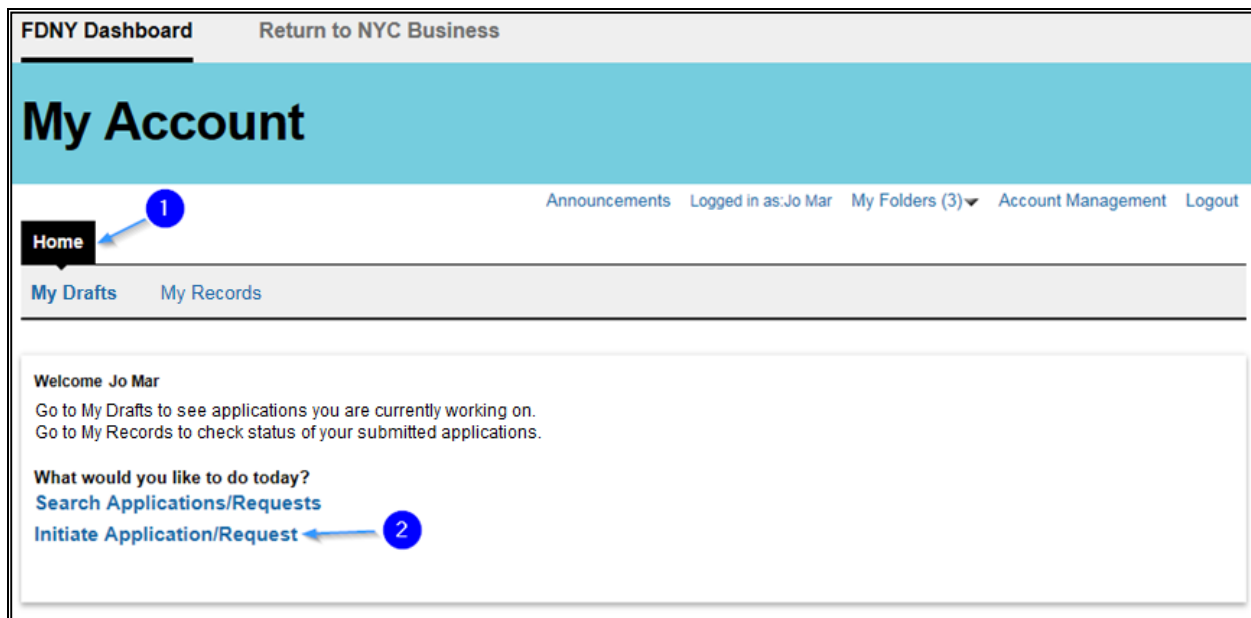 FDNY Dashboard Return to NYC Business
My Account
1
Announcements Logged in as:Jo Mar My Folders (3) Account Management Logout
Home
My Drafts My Records
Welcome Jo Mar
Go to My Drafts to see applications you are currently working on.
Go to My Records to check status of your submitted applications.
What would you like to do today?
Search Applications/Requests
Initiate Application/Request 2